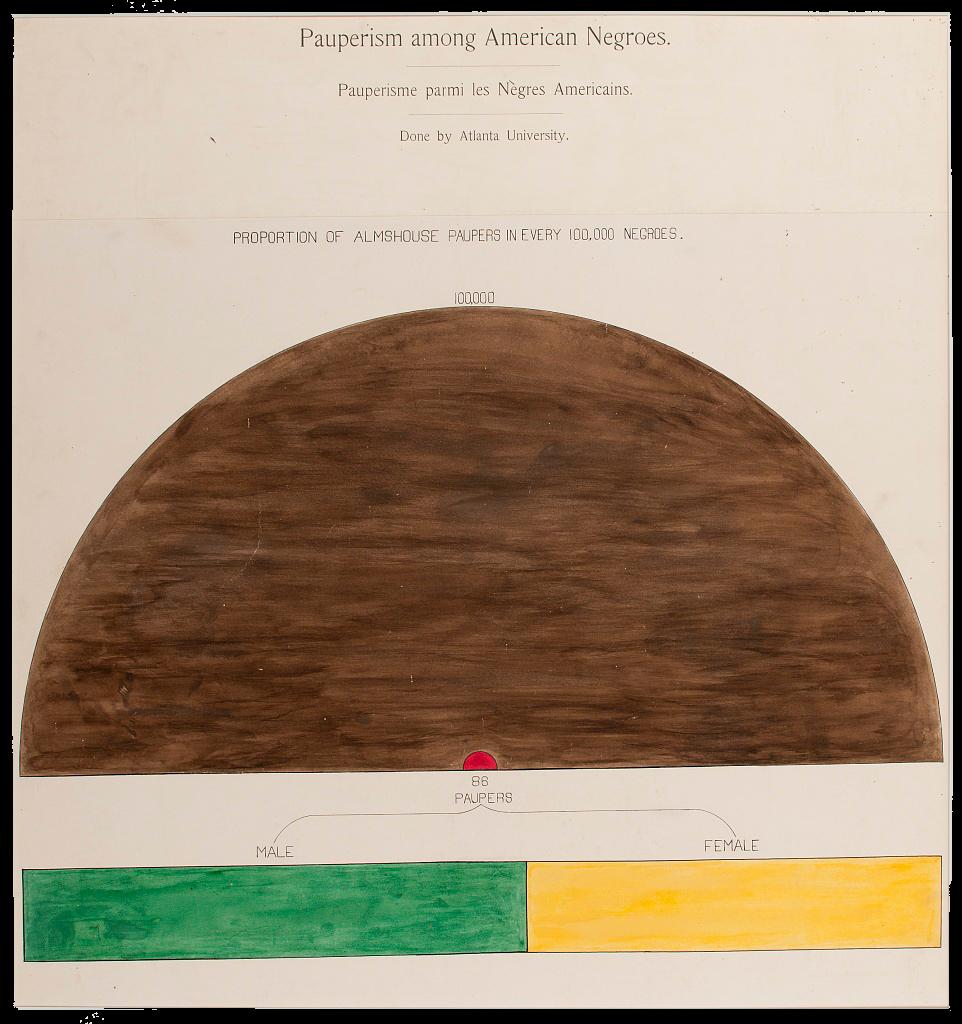 Pauperism among American Negroes.
Pauperisme parmi les Nègres Americains.
Done by Atlanta University.
PROPORTION OF ALMSHOUSE PAUPERS IN EVERY 100,000 NEGROES.
100,000
86
PAUPERS
MALE
FEMALE